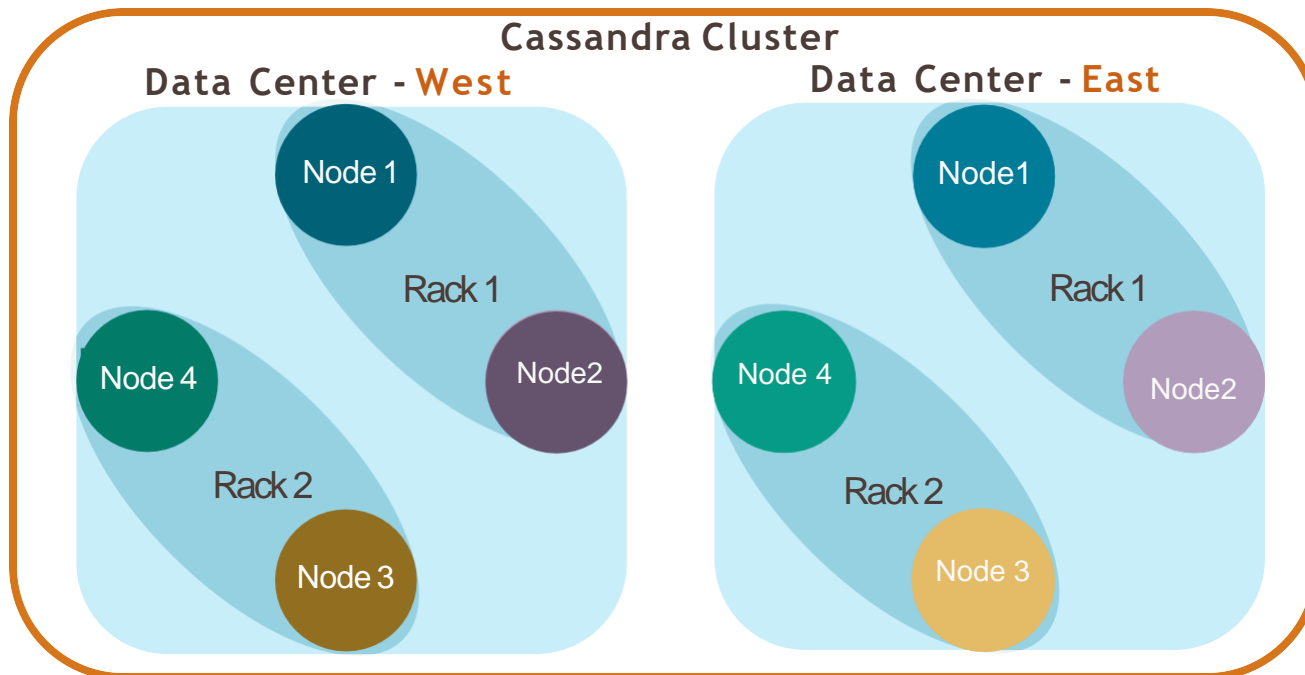 Cassandra Cluster
Data Center - West
Data Center - East
Node 1
Rack 1
Node2
Node 4
Rack 2
Node 3
Node1
Rack 1
Node2
Node 4
Rack 2
Node 3